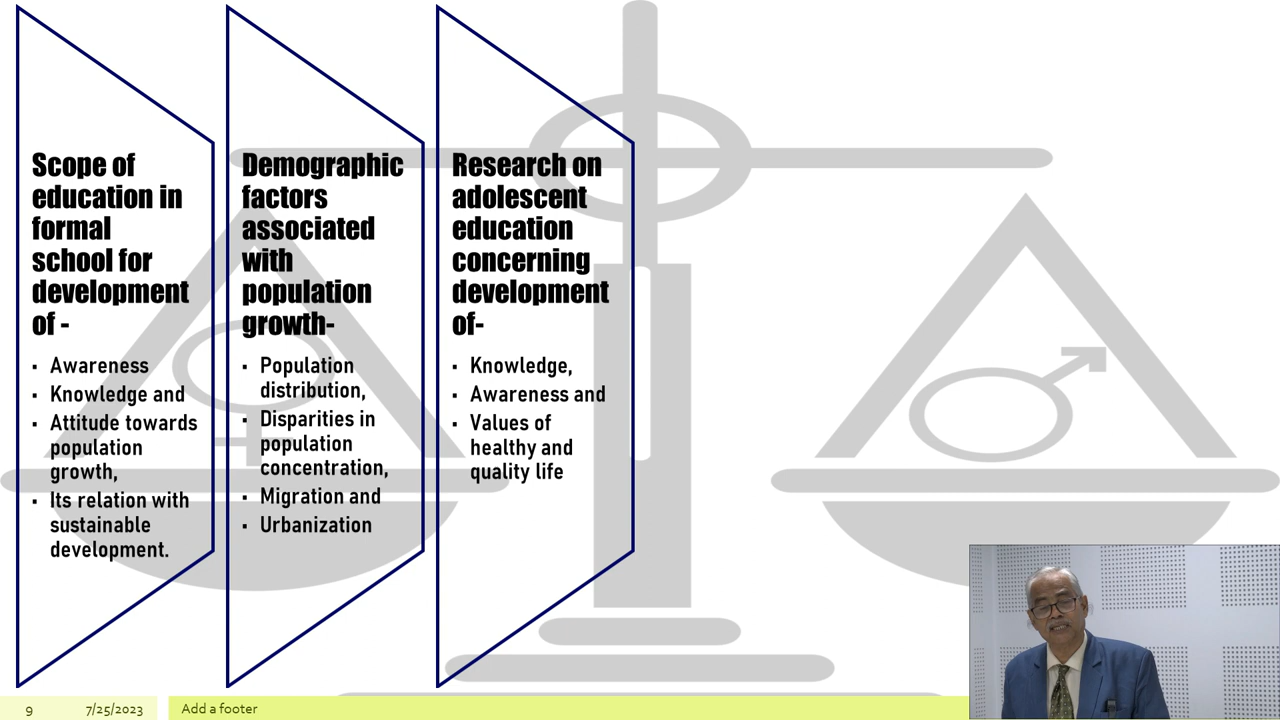 Scope of
education in
formal
school for
development
of -
▪ Awareness
▪ Knowledge and
▪ Attitude towards
population
growth,
▪ Its relation with
sustainable
development.
Demographic
factors
associated
with
population
growth-
▪ Population
distribution,
▪ Disparities in
population
concentration,
▪ Migration and
▪ Urbanization
Research on
adolescent
education
concerning
development
of-
▪ Knowledge,
▪ Awareness and
▪ Values of
healthy and
quality life
9
7/25/2023
Add a footer